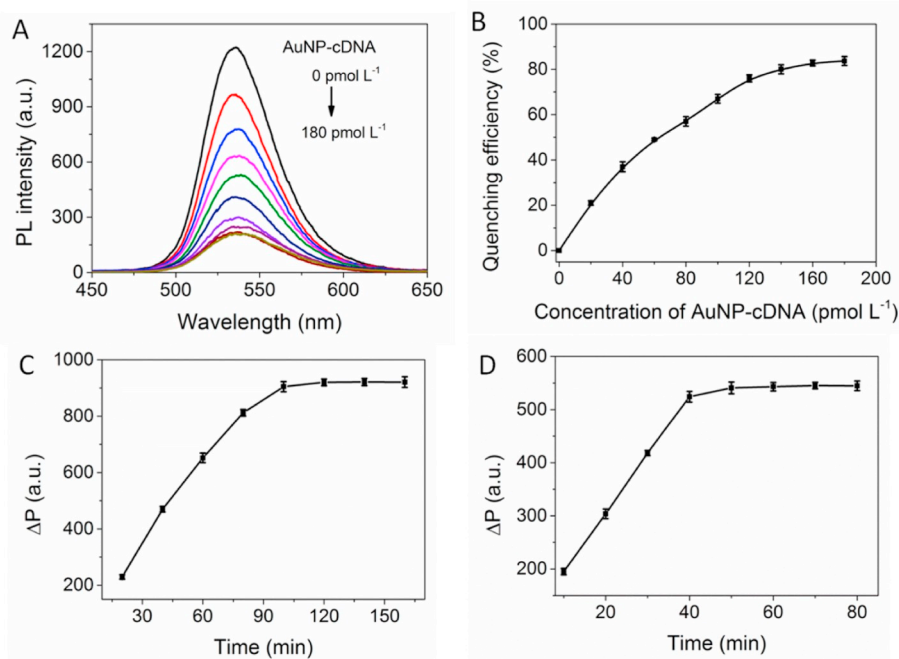 A
AuNP-cDNA
0 pmol L⁻¹
180 pmol L⁻¹
PL intensity (a.u.)
1200
900
600
300
0
450 500 550 600 650
Wavelength (nm)
B
Quenching efficiency (%)
100
80
60
40
20
0
0 40 80 120 160 200
Concentration of AuNP-cDNA (pmol L⁻¹)
C
ΔP (a.u.)
1000
800
600
400
200
30 60 90 120 150
Time (min)
D
ΔP (a.u.)
600
500
400
300
200
20 40 60 80
Time (min)